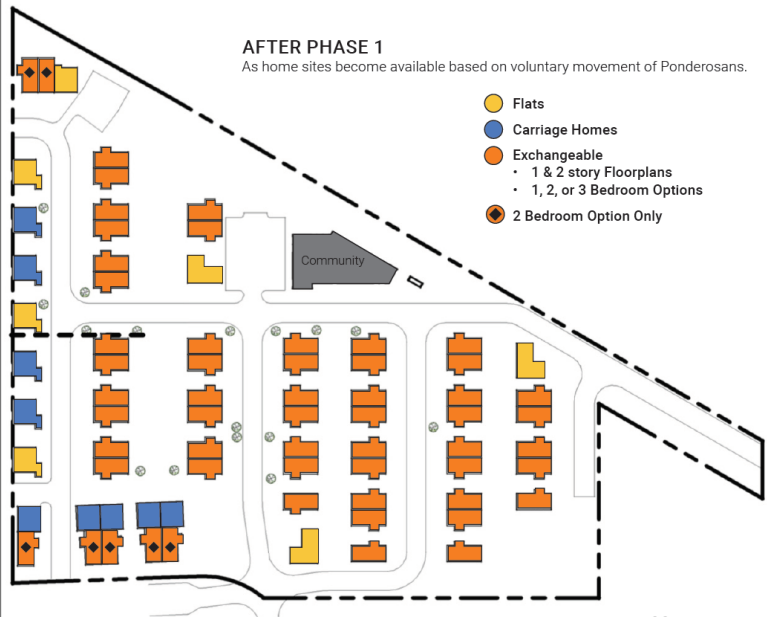 AFTER PHASE 1
As home sites become available based on voluntary movement of Ponderosans.
Flats
Carriage Homes
Exchangeable
• 1 & 2 story Floorplans
• 1, 2, or 3 Bedroom Options
2 Bedroom Option Only
Community